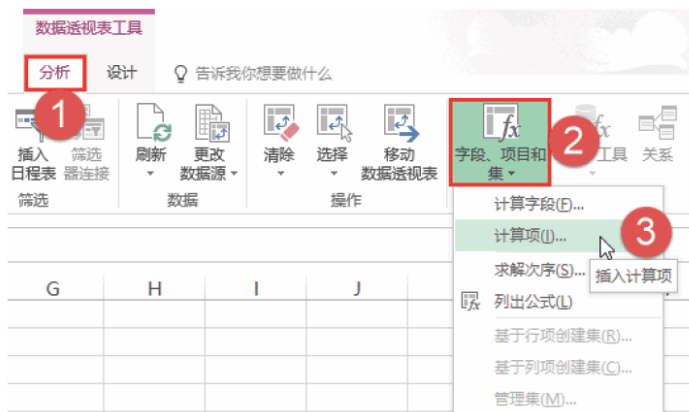 数据透视表工具
分析 设计 告诉我你想要做什么
1
插入
日程表
筛选
器连接
刷新
更改
数据源
清除
选择
移动
数据透视表
字段、项目和
集
2
工具
关系
筛选 数据 操作
计算字段(F)...
计算项(I)...
3
求解次序(S)...
插入计算项
列出公式(L)
基于行项创建集(R)...
基于列项创建集(C)...
管理集(M)...
G H I J